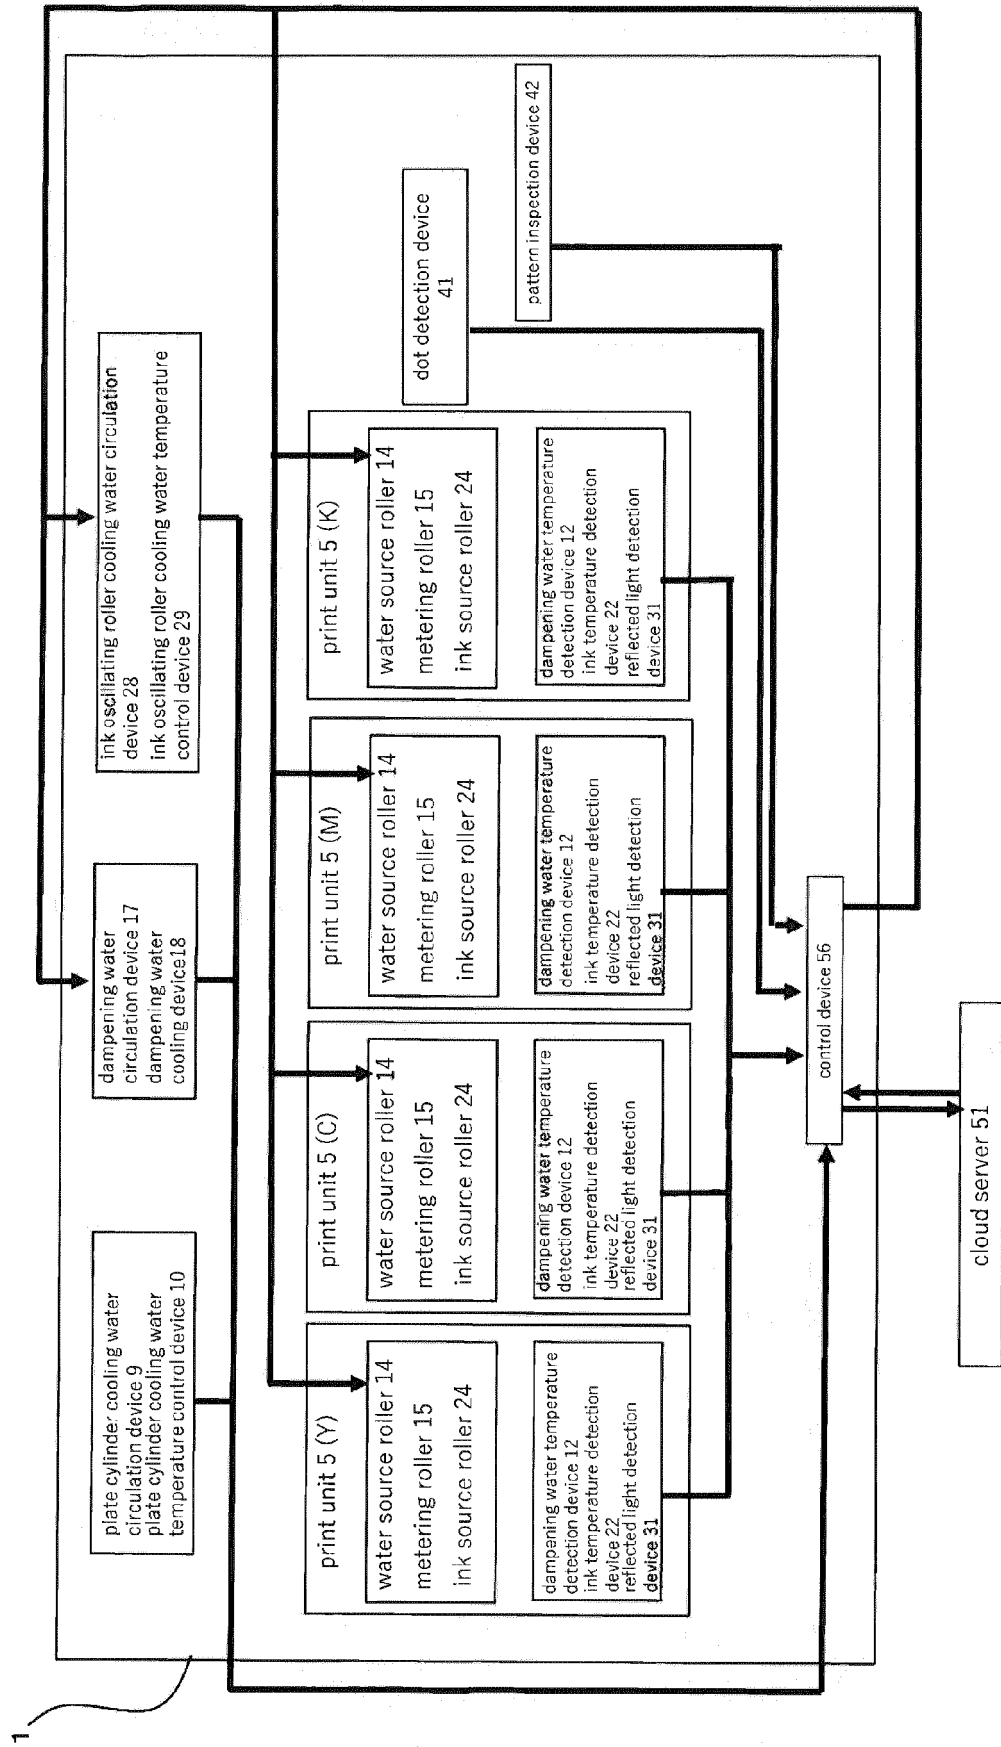 1
plate cylinder cooling water
circulation device 9
plate cylinder cooling water
temperature control device 10
dampening water
circulation device 17
dampening water
cooling device18
ink oscillating roller cooling water circulation
device 28
ink oscillating roller cooling water temperature
control device 29
print unit 5 (Y)
water source roller 14
metering roller 15
ink source roller 24
dampening water temperature
detection device 12
ink temperature detection
device 22
reflected light detection
device 31
print unit 5 (C)
water source roller 14
metering roller 15
ink source roller 24
dampening water temperature
detection device 12
ink temperature detection
device 22
reflected light detection
device 31
print unit 5 (M)
water source roller 14
metering roller 15
ink source roller 24
dampening water temperature
detection device 12
ink temperature detection
device 22
reflected light detection
device 31
print unit 5 (K)
water source roller 14
metering roller 15
ink source roller 24
dampening water temperature
detection device 12
ink temperature detection
device 22
reflected light detection
device 31
dot detection device
41
pattern inspection device 42
control device 56
cloud server 51